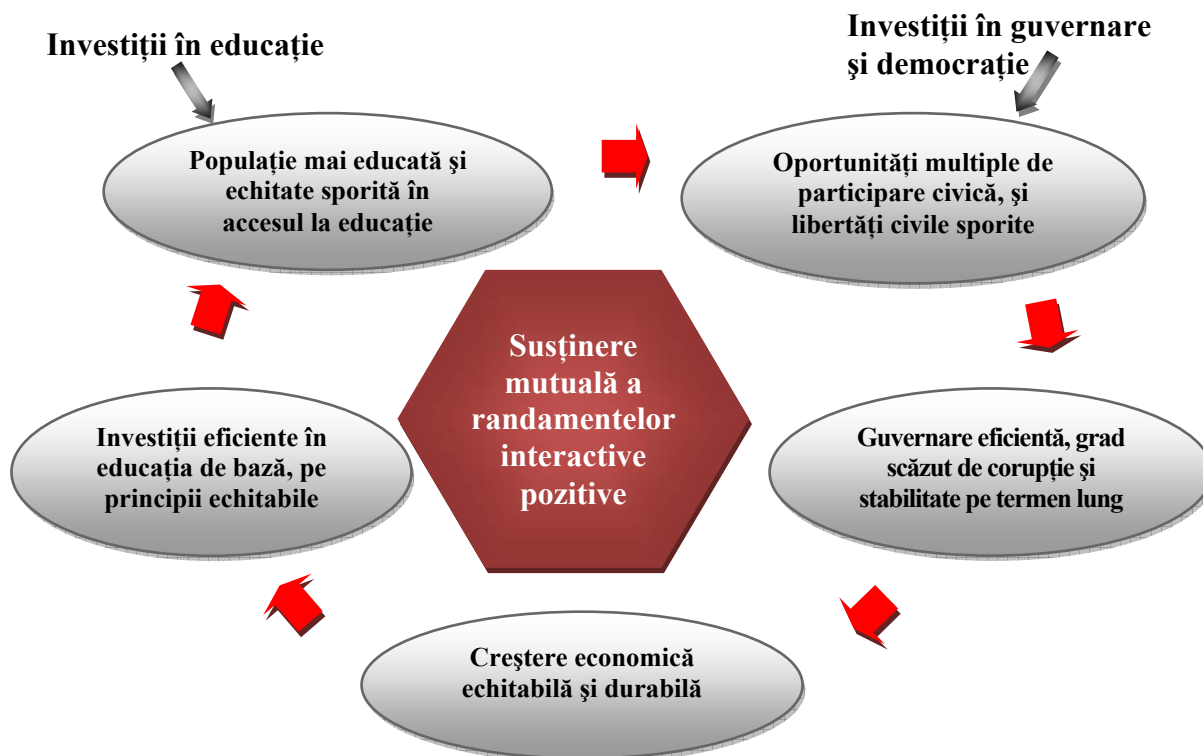 Investiții în educație
Investiții în guvernare
şi democrație
Populație mai educată şi
echitate sporită în
accesul la educație
Oportunități multiple de
participare civică, şi
libertăți civile sporite
Susținere
mutuală a
randamentelor
interactive
pozitive
Investiții eficiente în
educația de bază, pe
principii echitabile
Guvernare eficientă, grad
scăzut de corupție şi
stabilitate pe termen lung
Creştere economică
echitabilă şi durabilă